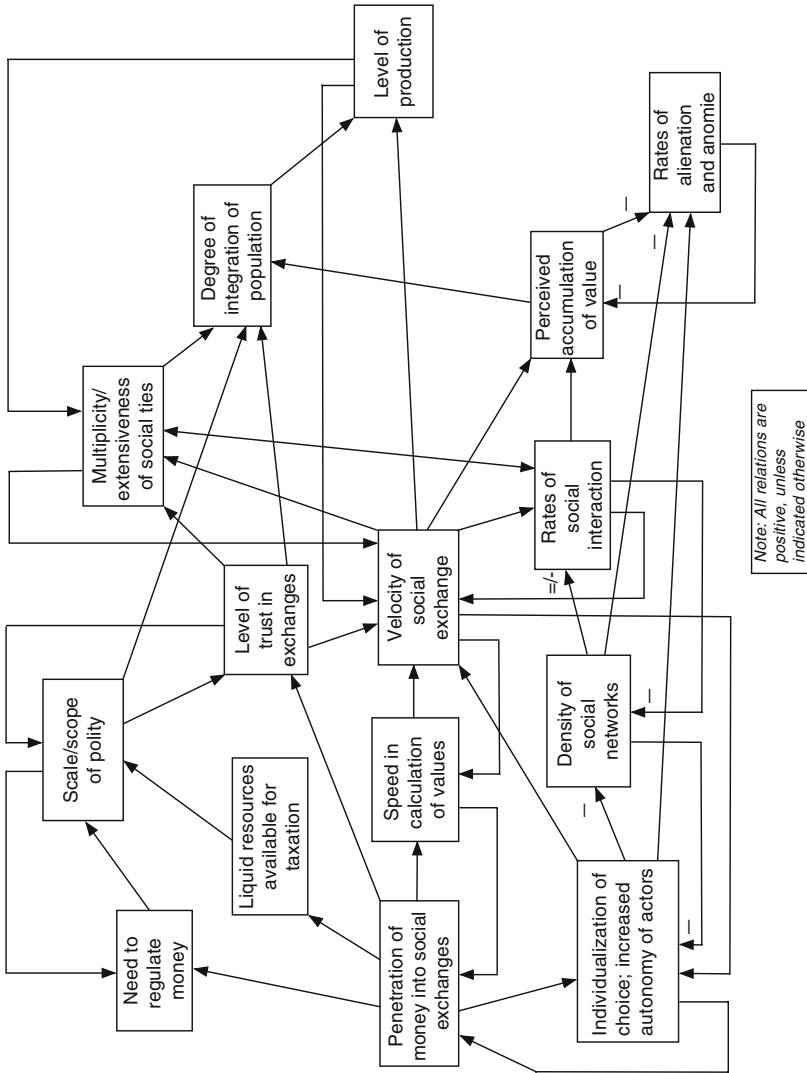 Need to
regulate
money
Scale/scope
of polity
Liquid resources
available for
taxation
Level of
trust in
exchanges
Multiplicity/
extensiveness
of social ties
Degree of
integration of
population
Level of
production
Penetration of
money into social
exchanges
Speed in
calculation
of values
Velocity of
social
exchange
Individualization of
choice; increased
autonomy of actors
Density of
social
networks
Rates of
social
interaction
Perceived
accumulation
of value
Rates of
alienation
and anomie
–
–
–
=/-
–
–
–
–
Note: All relations are
positive, unless
indicated otherwise